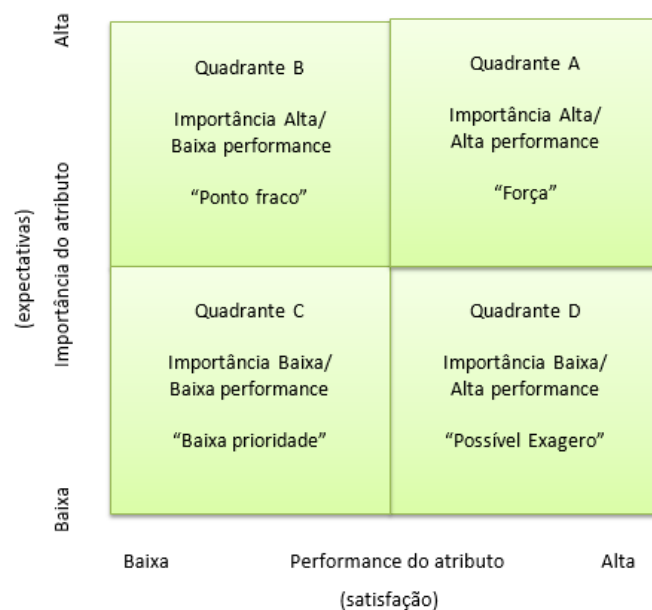 Alta
Importância do atributo
(expectativas)
Baixa
Quadrante B
Importância Alta/
Baixa performance
“Ponto fraco”
Quadrante A
Importância Alta/
Alta performance
“Força”
Quadrante C
Importância Baixa/
Baixa performance
“Baixa prioridade”
Quadrante D
Importância Baixa/
Alta performance
“Possível Exagero”
Baixa
Performance do atributo
Alta
(satisfação)